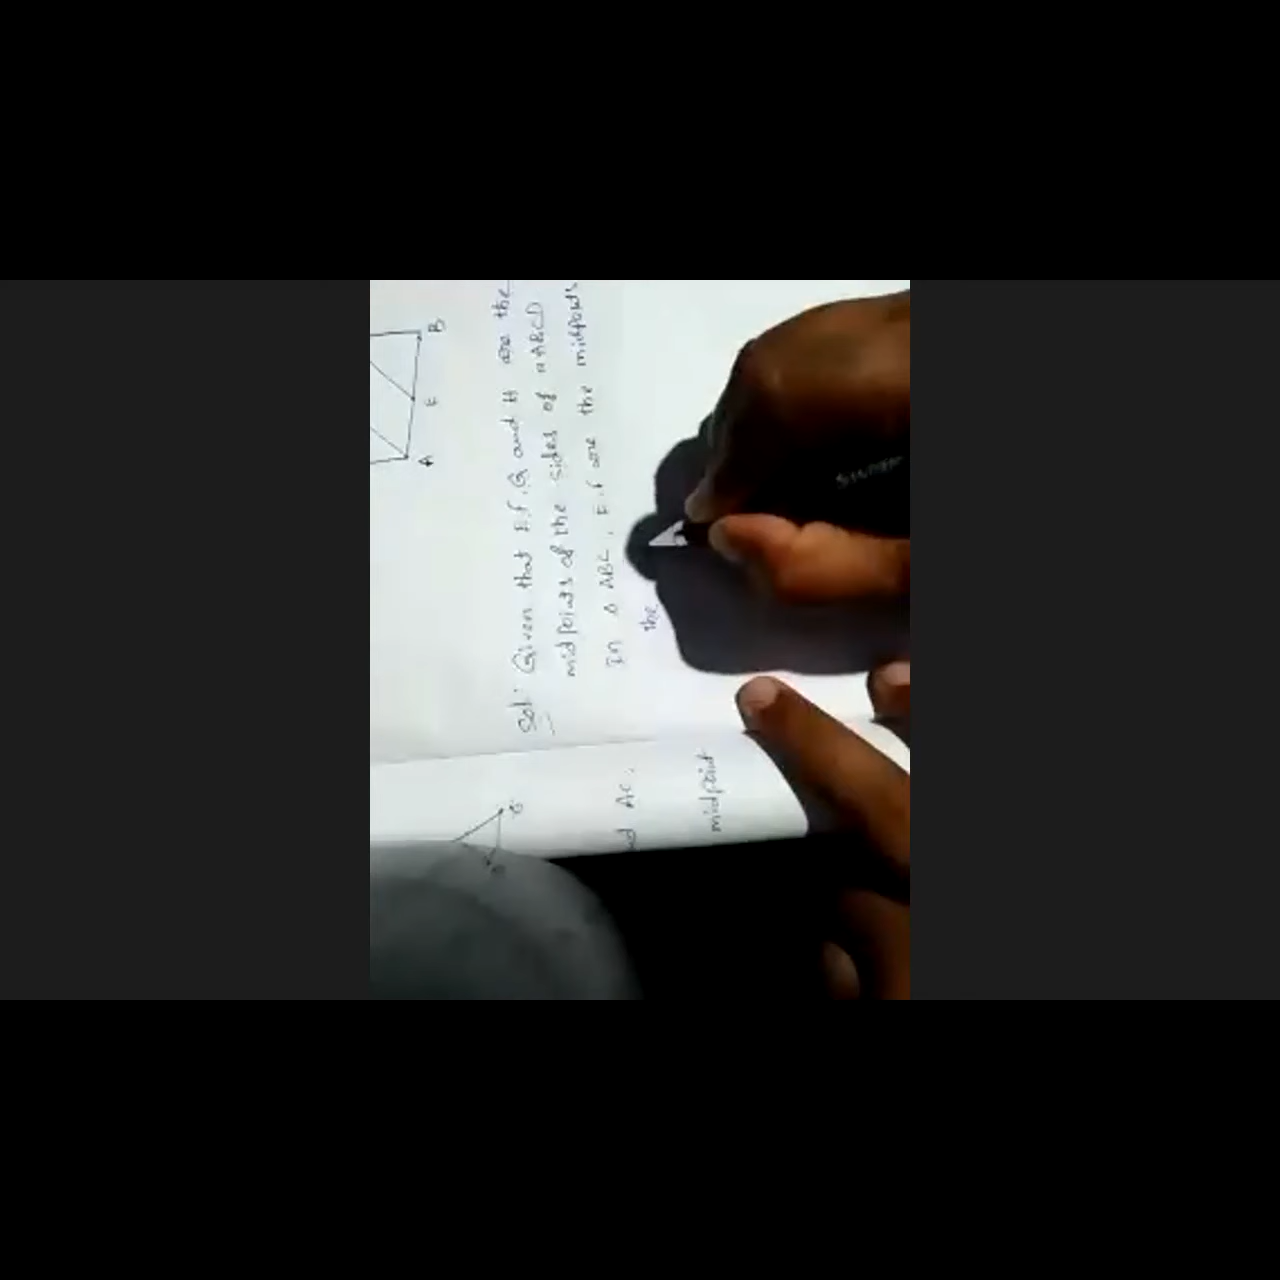 B
E
A
Sol: Given that E.F.G and H are the
midpoints of the sides of □ABCD
In Δ ABC, E.F are the midpoints
the
C
Ac,
midpoint